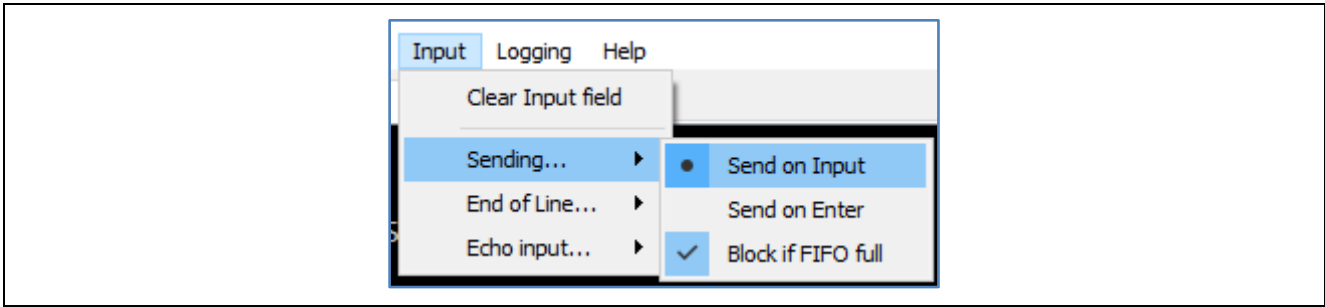 Input Logging Help
Clear Input field
Sending...
End of Line...
Echo input...
Send on Input
Send on Enter
Block if FIFO full